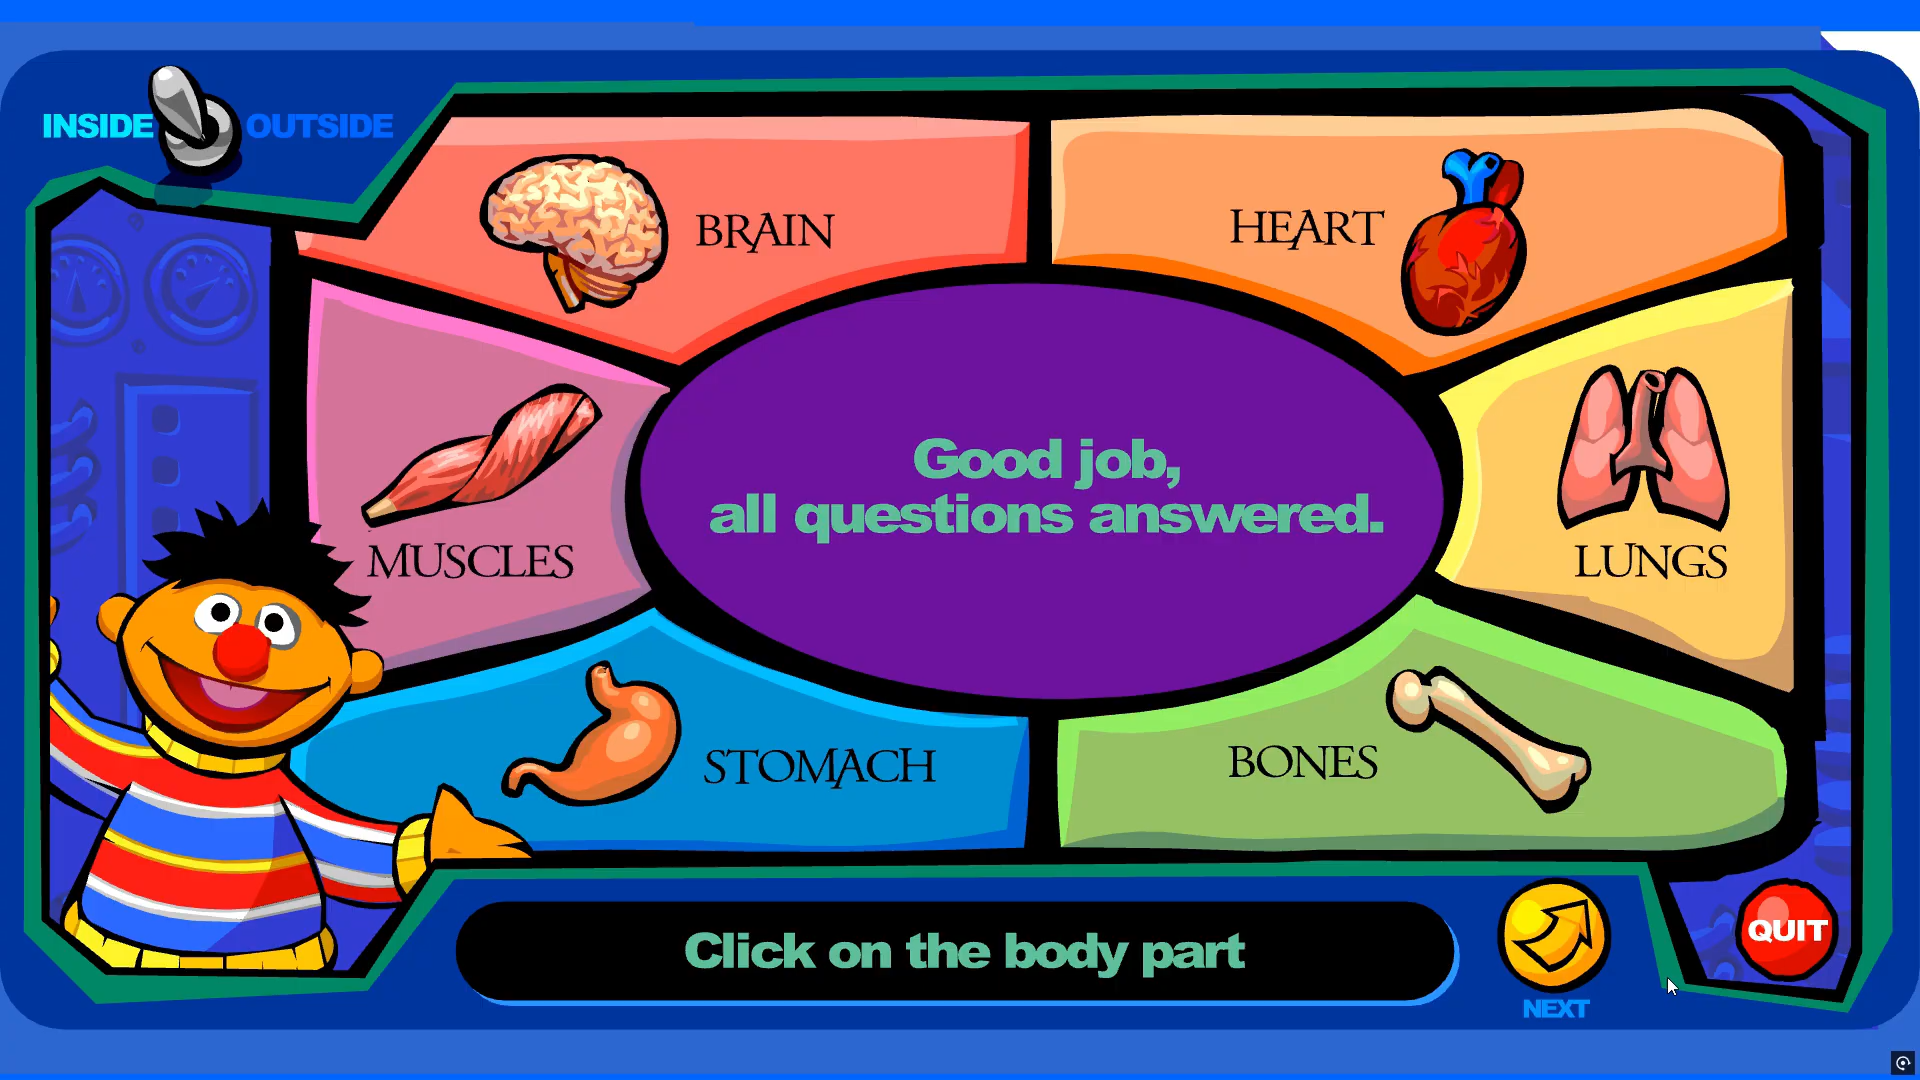 INSIDE OUTSIDE
BRAIN
HEART
MUSCLES
Good job,
all questions answered.
LUNGS
STOMACH
BONES
Click on the body part
NEXT
QUIT